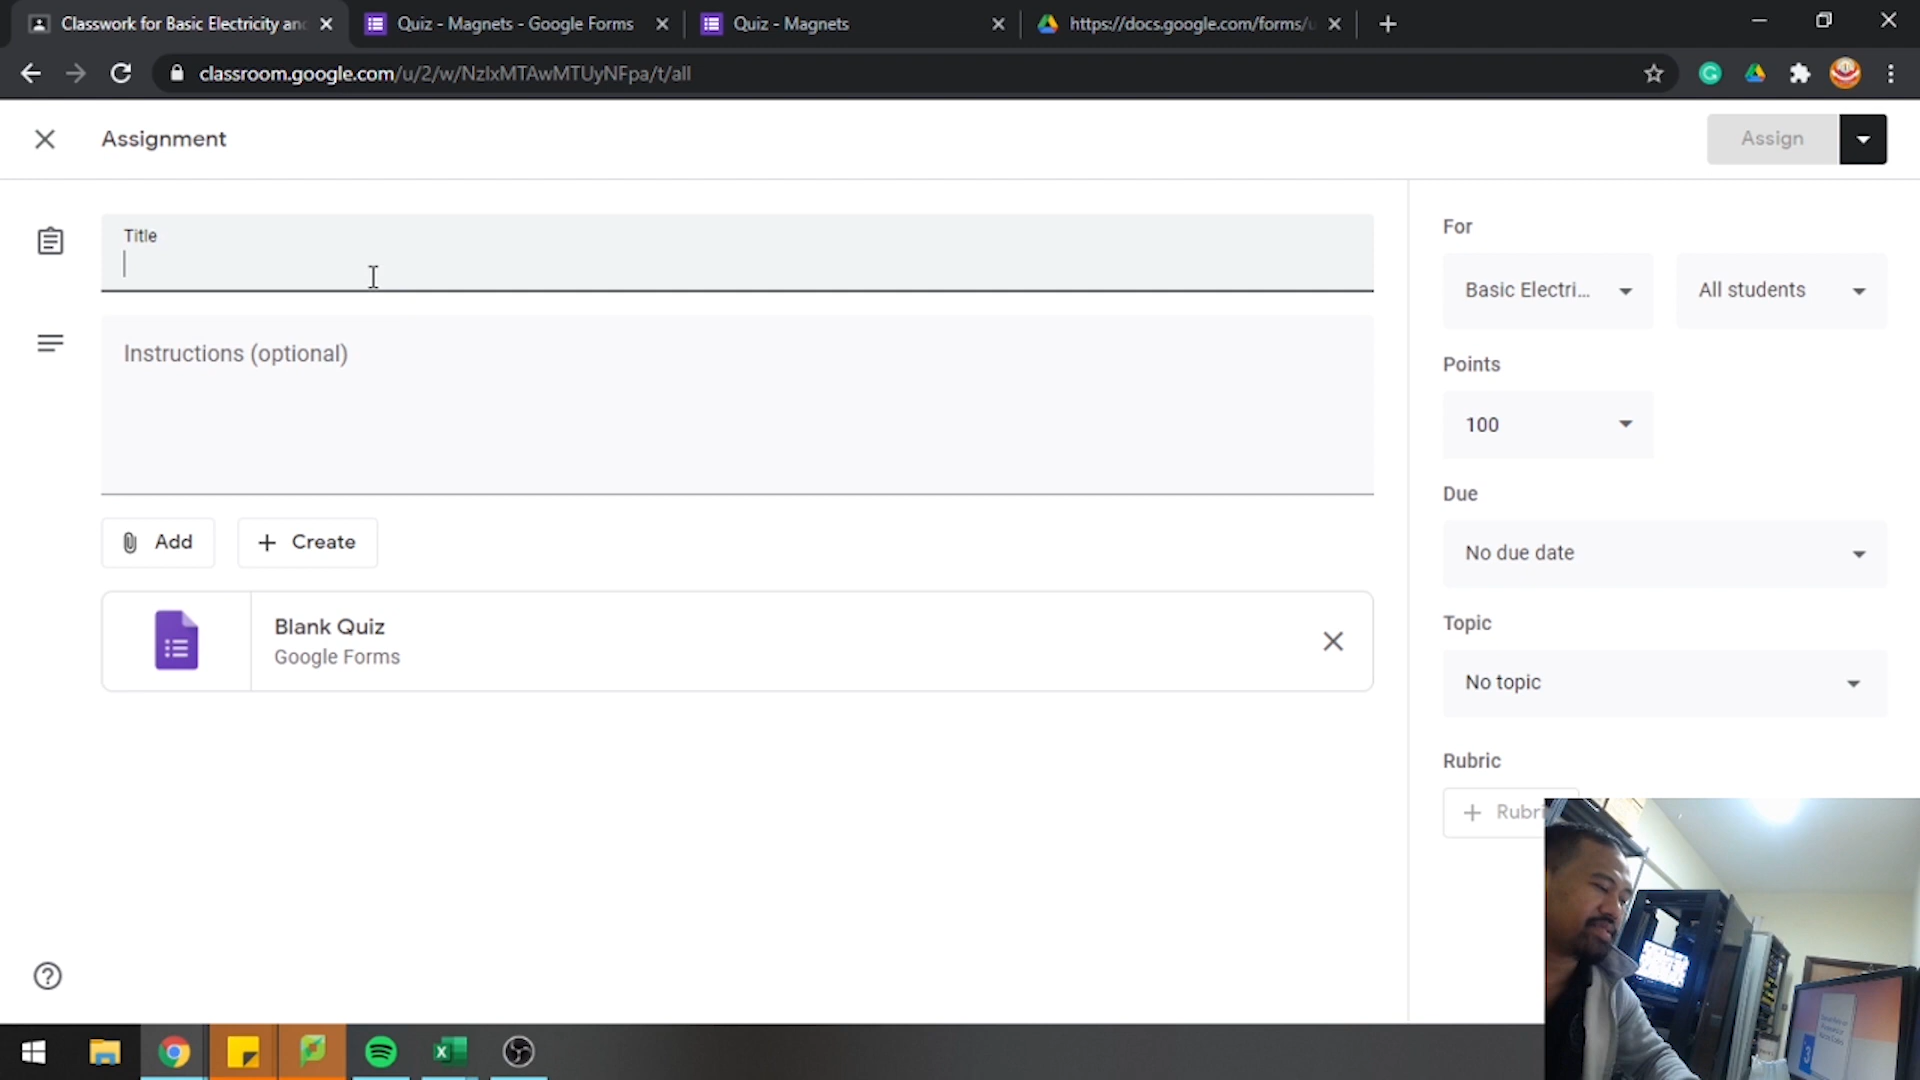 Classwork for Basic Electricity an
Quiz - Magnets - Google Forms
Quiz - Magnets
https://docs.google.com/forms/u
classroom.google.com/u/2/w/NzIxMTAwMTUyNFpa/t/all
Assignment
Assign
Title
Instructions (optional)
Add
Create
Blank Quiz
Google Forms
For
Basic Electri...
All students
Points
100
Due
No due date
Topic
No topic
Rubric
+ Rubri